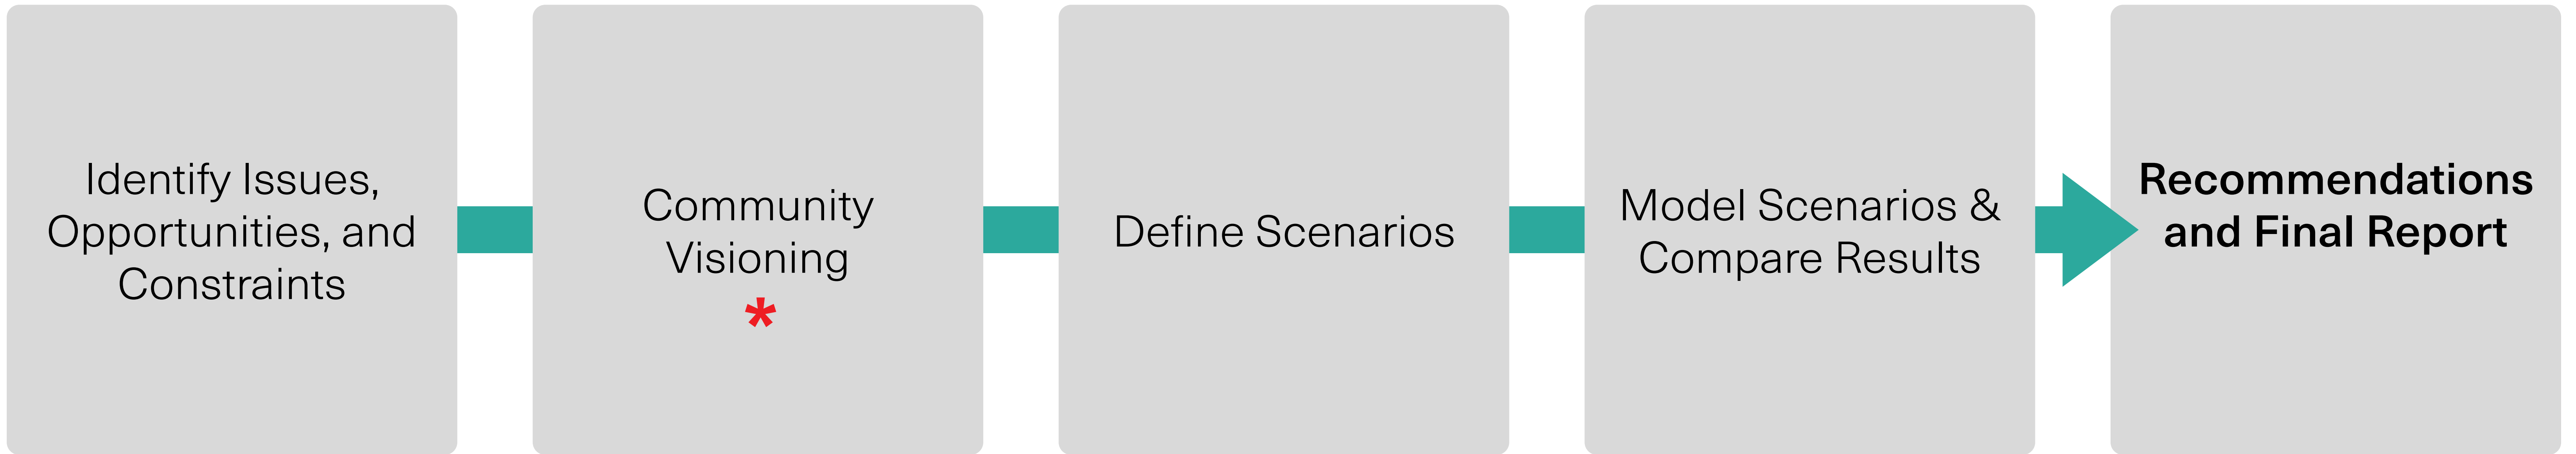 Identify Issues,
Opportunities, and
Constraints
Community
Visioning
*
Define Scenarios
Model Scenarios &
Compare Results
Recommendations
and Final Report